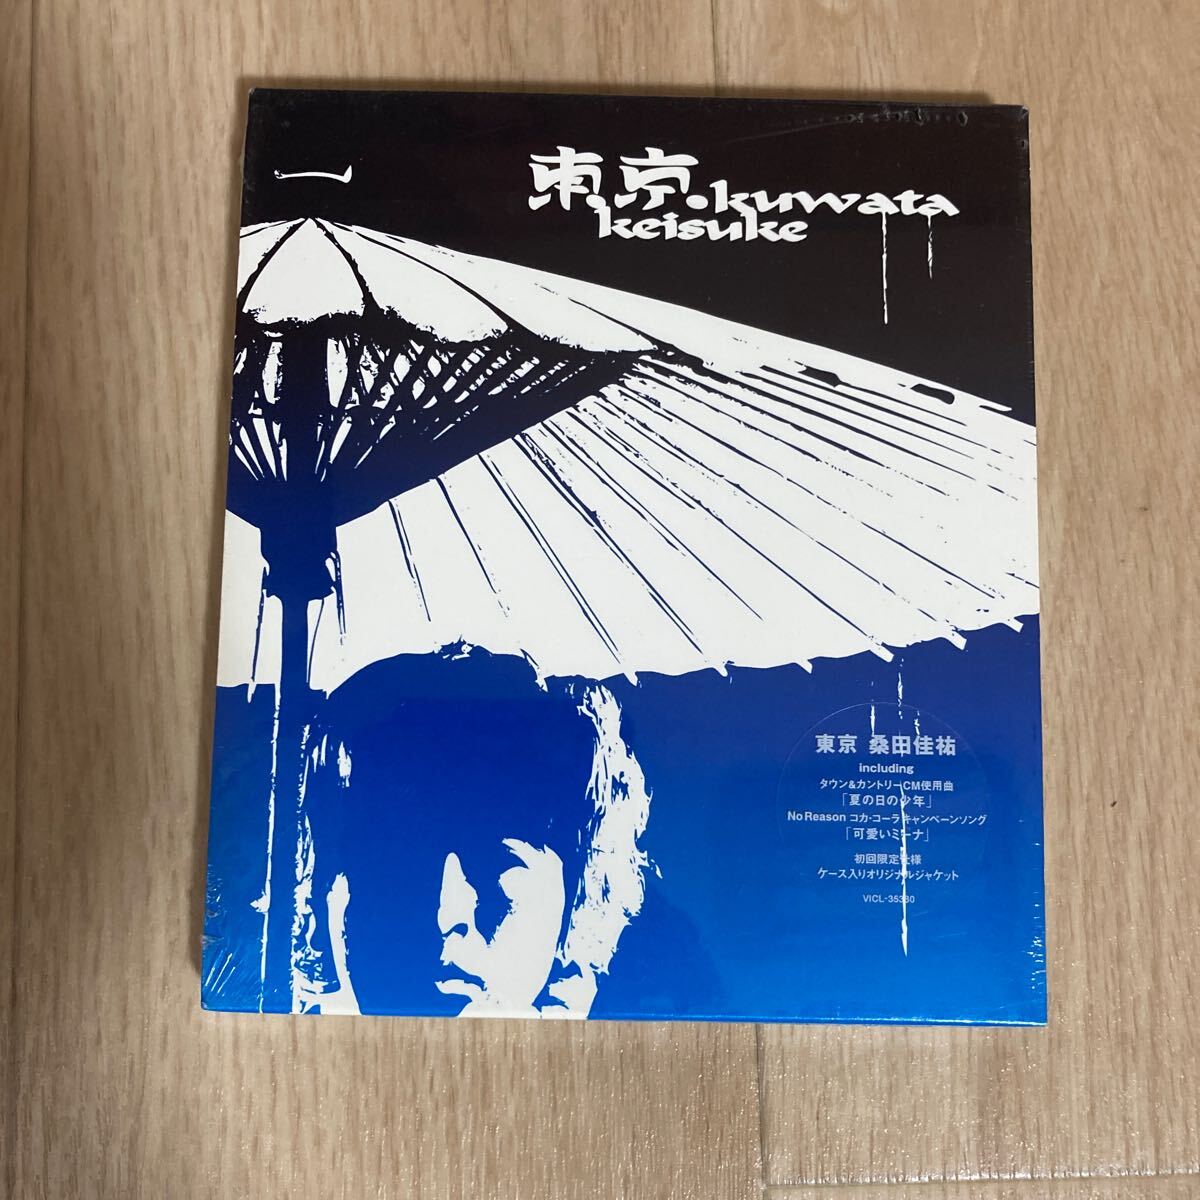 東京.kuwata
keisuke
東京 桑田佳祐
including
タウン&カントリーCM使用曲
「夏の日の少年」
No Reason コカ・コーラキャンペーンソング
「可愛いミーナ」
初回限定仕様
ケース入りオリジナルジャケット
VICL-35330